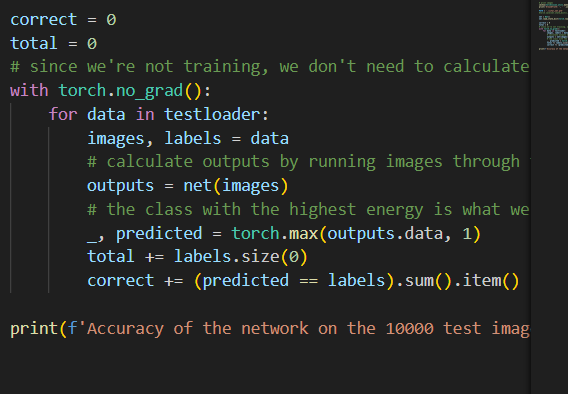 correct = 0
total = 0
# since we're not training, we don't need to calculate
with torch.no_grad():
    for data in testloader:
        images, labels = data
        # calculate outputs by running images through
        outputs = net(images)
        # the class with the highest energy is what we
        _, predicted = torch.max(outputs.data, 1)
        total += labels.size(0)
        correct += (predicted == labels).sum().item()
print(f'Accuracy of the network on the 10000 test imag